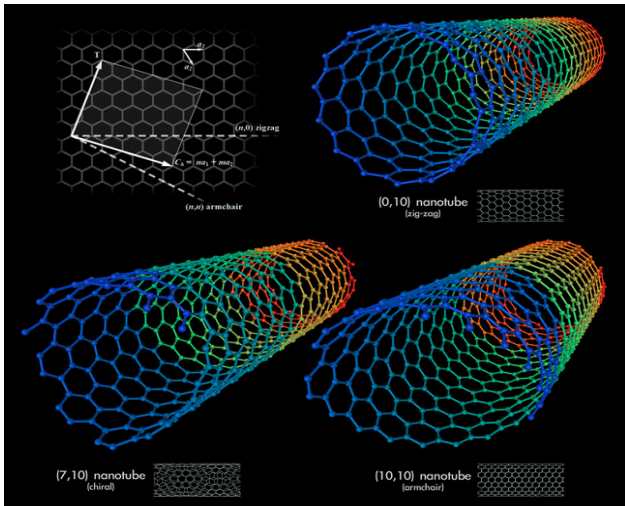 T
a₁
a₂
(n,0) zigzag
Cₕ = na₁ + ma₂
(n,n) armchair
(0,10) nanotube
(zig-zag)
(7,10) nanotube
(chiral)
(10,10) nanotube
(armchair)